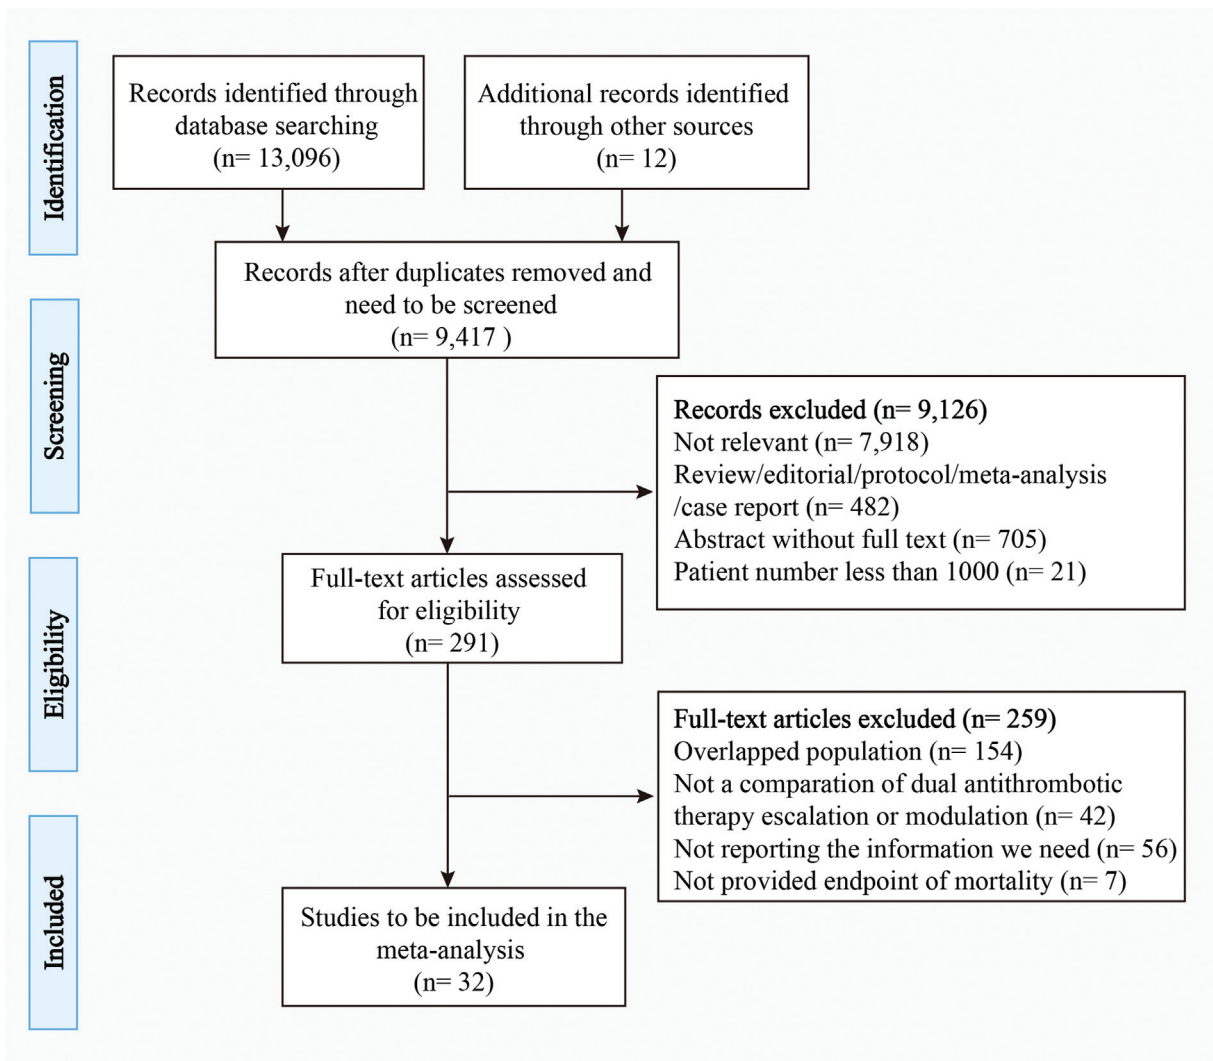 Identification
Records identified through
database searching
(n= 13,096)
Additional records identified
through other sources
(n= 12)
Records after duplicates removed and
need to be screened
(n= 9,417 )
Screening
Records excluded (n= 9,126)
Not relevant (n= 7,918)
Review/editorial/protocol/meta-analysis
/case report (n= 482)
Abstract without full text (n= 705)
Patient number less than 1000 (n= 21)
Eligibility
Full-text articles assessed
for eligibility
(n= 291)
Full-text articles excluded (n= 259)
Overlapped population (n= 154)
Not a comparation of dual antithrombotic
therapy escalation or modulation (n= 42)
Not reporting the information we need (n= 56)
Not provided endpoint of mortality (n= 7)
Included
Studies to be included in the
meta-analysis
(n= 32)